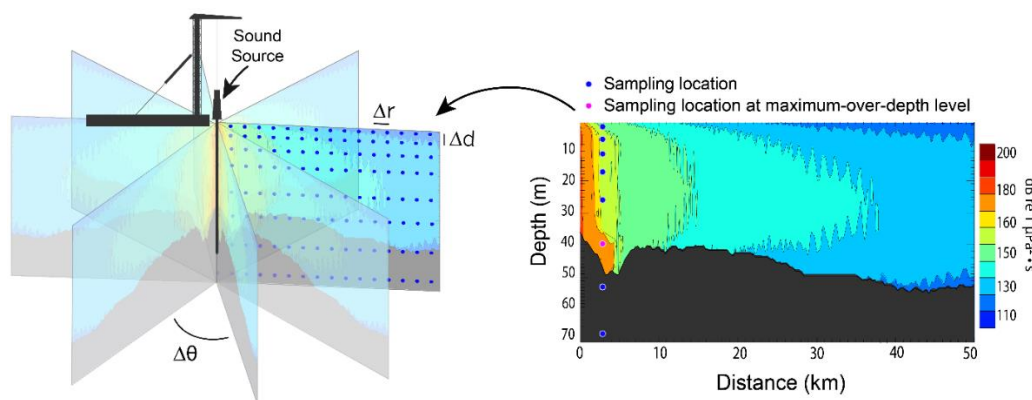 Sound
Source
Δr
Δd
Δθ
Sampling location
Sampling location at maximum-over-depth level
Depth (m)
10
20
30
40
50
60
70
0
10
20
30
40
50
Distance (km)
200
180
160
150
140
130
110